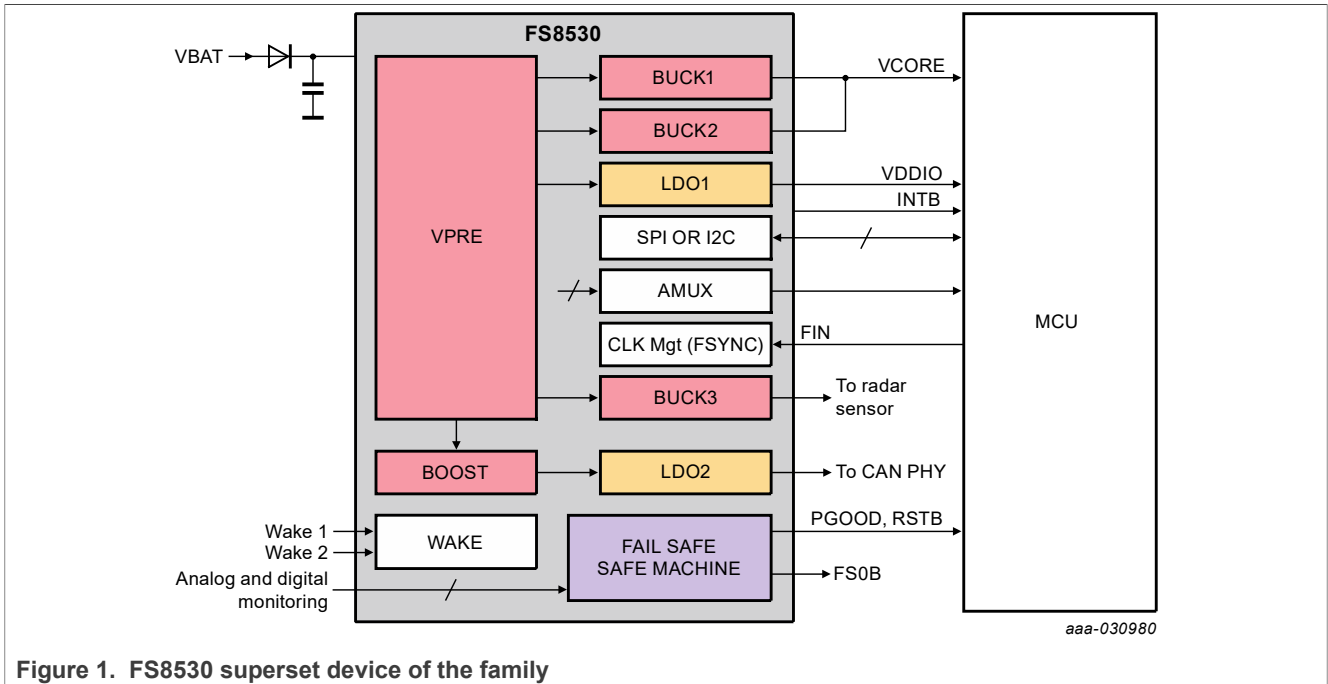 FS8530
VBAT
VPRE
BUCK1
VCORE
BUCK2
LDO1
VDDIO
INTB
SPI OR I2C
AMUX
MCU
CLK Mgt (FSYNC)
FIN
BUCK3
To radar
sensor
BOOST
LDO2
To CAN PHY
Wake 1
Wake 2
WAKE
FAIL SAFE
SAFE MACHINE
PGOOD, RSTB
FS0B
Analog and digital
monitoring
aaa-030980
Figure 1. FS8530 superset device of the family